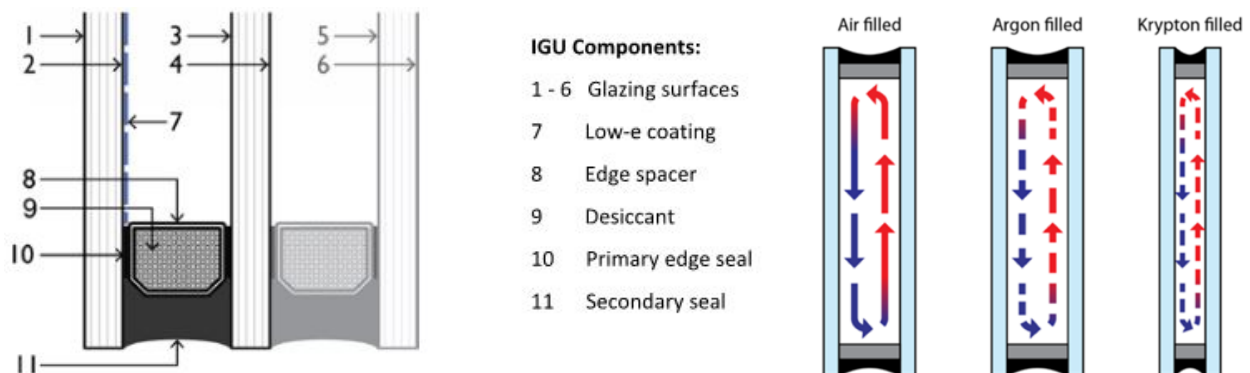 1
2
3
4
5
6
7
8
9
10
11
IGU Components:
1 - 6 Glazing surfaces
7 Low-e coating
8 Edge spacer
9 Desiccant
10 Primary edge seal
11 Secondary seal
Air filled
Argon filled
Krypton filled